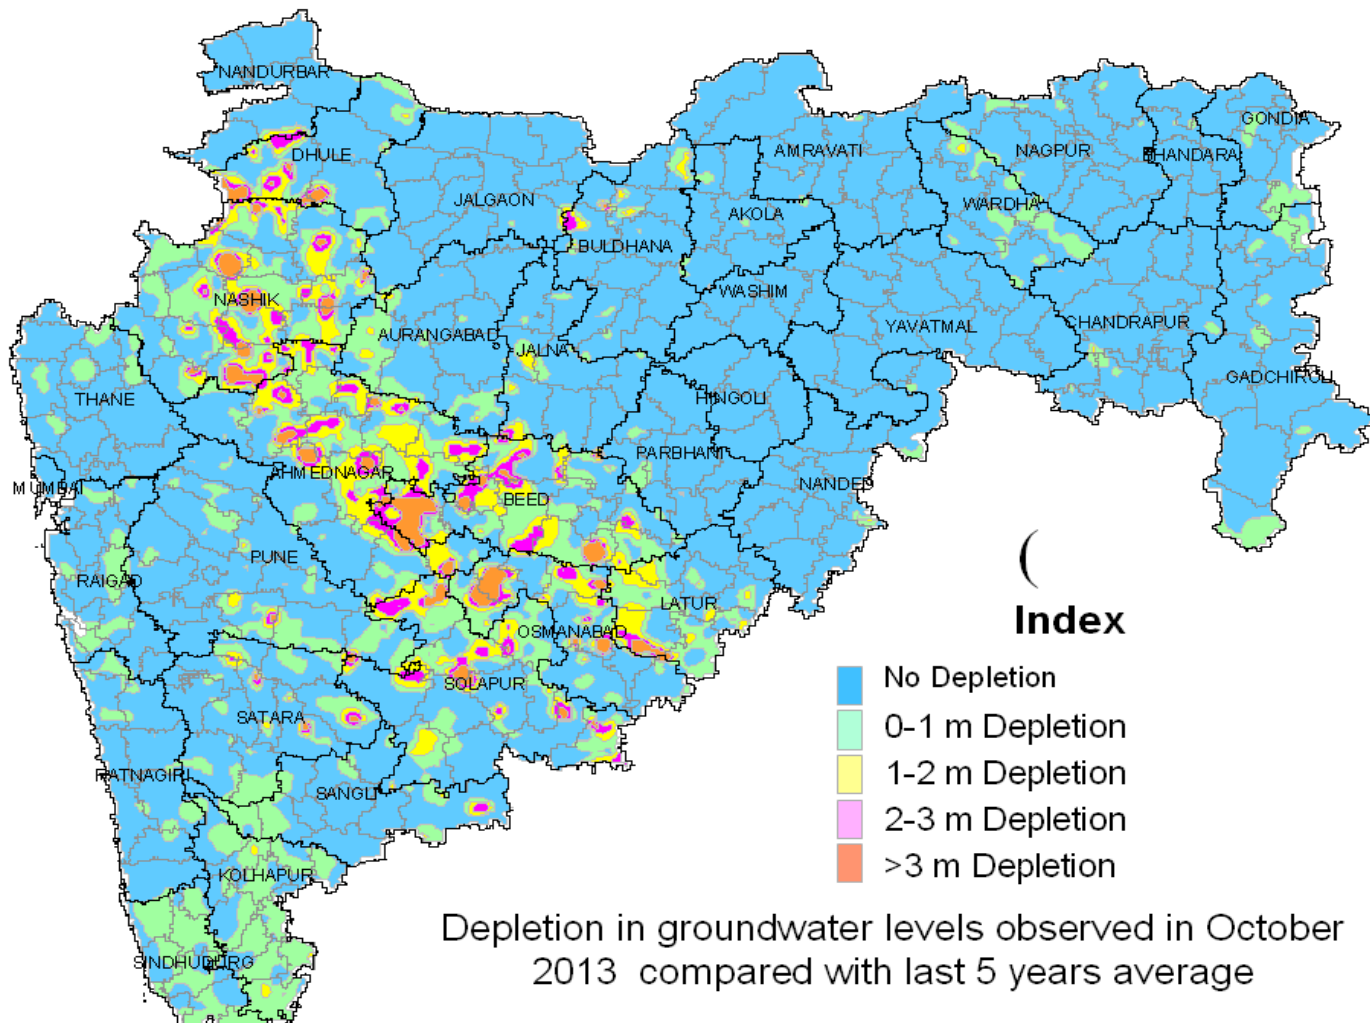 NANDURBAR
GONDIA
DHULE
AMRAVATI
NAGPUR
BHANDARA
JALGAON
AKOLA
WARDHA
BULDHANA
NASHIK
WASHIM
AURANGABAD
JALNA
YAVATMAL
CHANDRAPUR
GADCHIROLI
THANE
HINGOLI
PARBHANI
AHMEDNAGAR
MUMBAI
NANDED
BEED
PUNE
RAIGAD
LATUR
OSMANABAD
SOLAPUR
SATARA
RATNAGIRI
SANGLI
KOLHAPUR
SINDHUDURG
(
Index
No Depletion
0-1 m Depletion
1-2 m Depletion
2-3 m Depletion
>3 m Depletion
Depletion in groundwater levels observed in October
2013 compared with last 5 years average